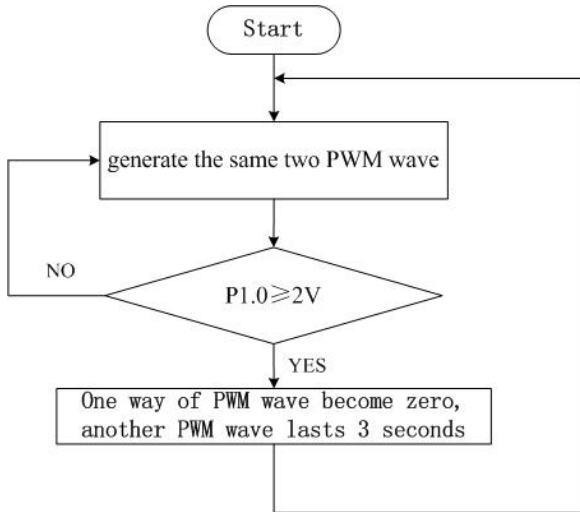 Start
generate the same two PWM wave
NO
P1.0≥2V
YES
One way of PWM wave become zero,
another PWM wave lasts 3 seconds